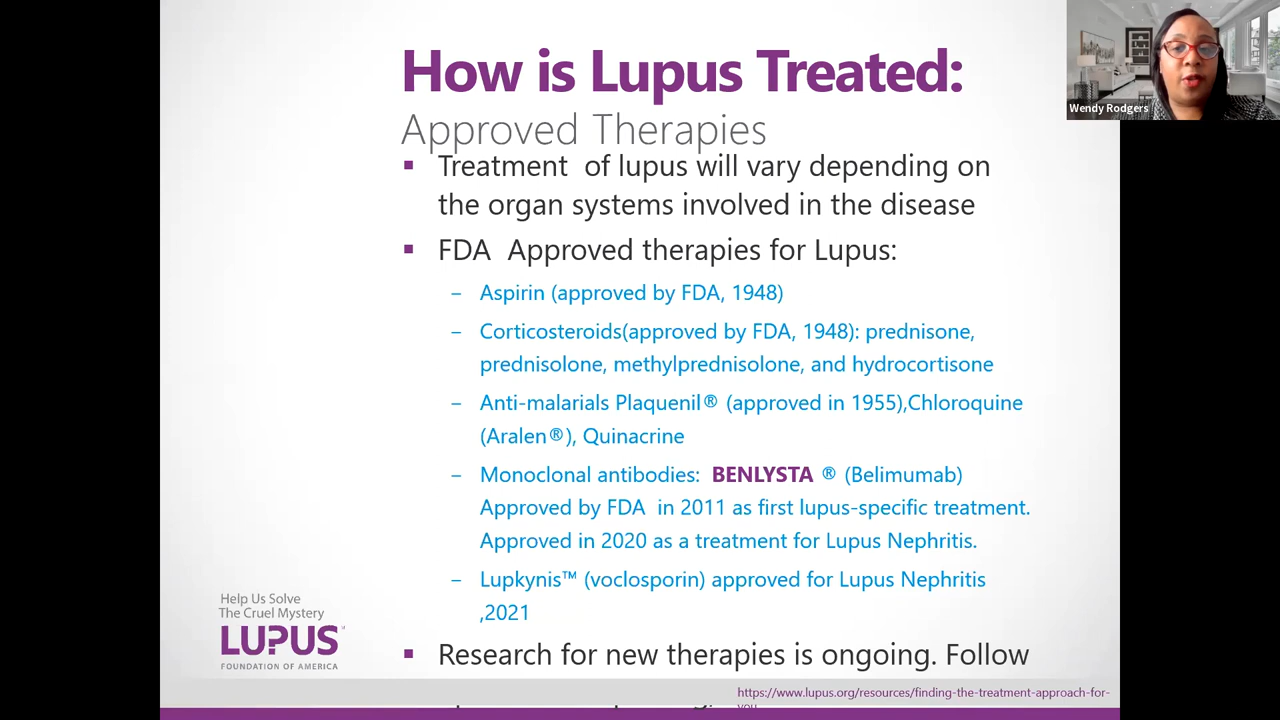 How is Lupus Treated:
Approved Therapies
Wendy Rodgers
▪ Treatment of lupus will vary depending on
the organ systems involved in the disease
▪ FDA Approved therapies for Lupus:
– Aspirin (approved by FDA, 1948)
– Corticosteroids(approved by FDA, 1948): prednisone,
prednisolone, methylprednisolone, and hydrocortisone
– Anti-malarials Plaquenil® (approved in 1955),Chloroquine
(Aralen®), Quinacrine
– Monoclonal antibodies: BENLYSTA ® (Belimumab)
Approved by FDA in 2011 as first lupus-specific treatment.
Approved in 2020 as a treatment for Lupus Nephritis.
– Lupkynis™ (voclosporin) approved for Lupus Nephritis
,2021
▪ Research for new therapies is ongoing. Follow
Help Us Solve
The Cruel Mystery
LUPUS
FOUNDATION OF AMERICA
https://www.lupus.org/resources/finding-the-treatment-approach-for-
you